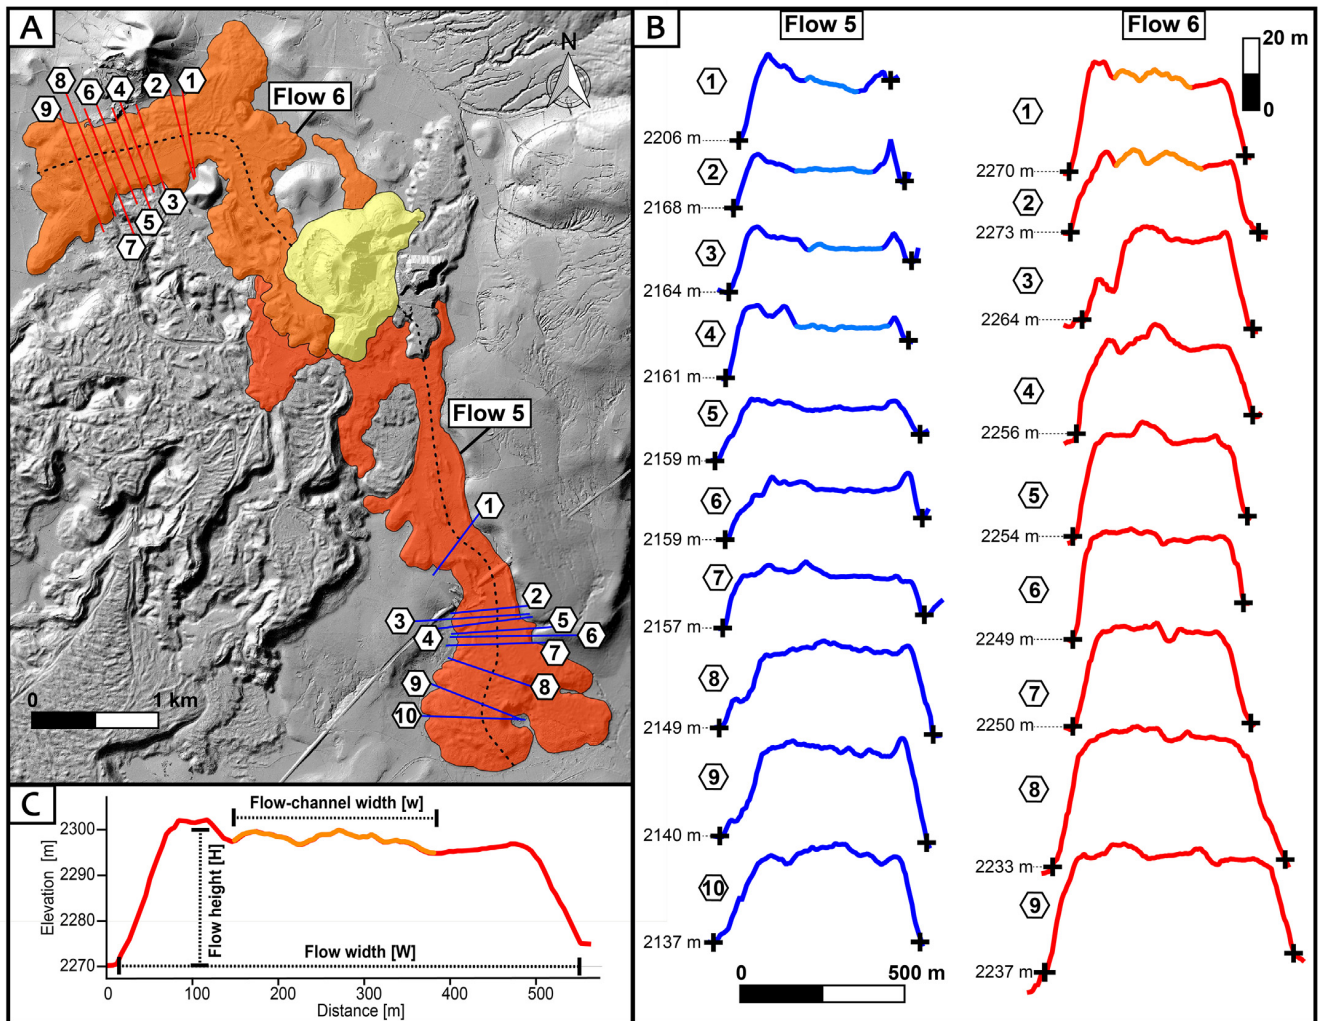 A
N
8
9
6
4
2
1
Flow 6
3
5
7
Flow 5
1
2
3
5
4
6
7
9
8
10
0
1 km
B
Flow 5
Flow 6
20 m
0
1
2206 m
2
2168 m
3
2164 m
4
2161 m
5
2159 m
6
2159 m
7
2157 m
8
2149 m
9
2140 m
10
2137 m
0
500 m
1
2270 m
2
2273 m
3
2264 m
4
2256 m
5
2254 m
6
2249 m
7
2250 m
8
2233 m
9
2237 m
C
Flow-channel width [w]
Elevation [m]
2300
2290
2280
2270
Flow height [H]
Flow width [W]
0
100
200
300
400
500
Distance [m]